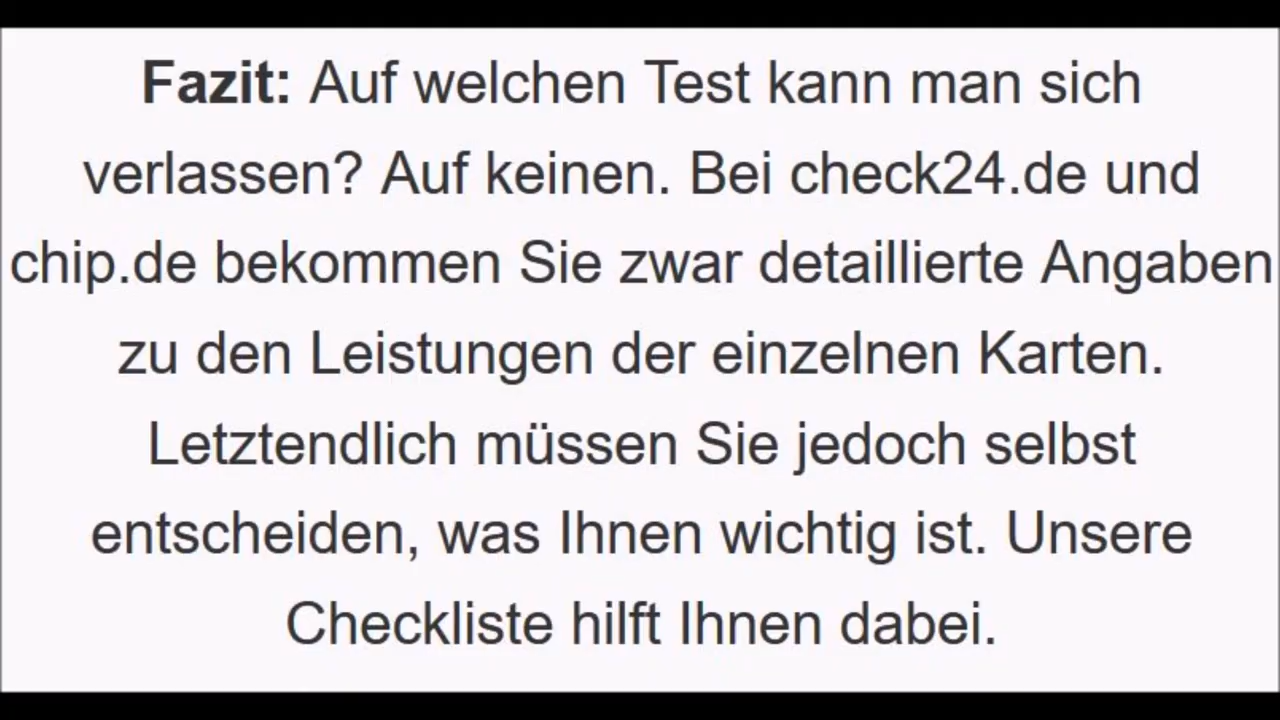 Fazit: Auf welchen Test kann man sich
verlassen? Auf keinen. Bei check24.de und
chip.de bekommen Sie zwar detaillierte Angaben
zu den Leistungen der einzelnen Karten.
Letztendlich müssen Sie jedoch selbst
entscheiden, was Ihnen wichtig ist. Unsere
Checkliste hilft Ihnen dabei.